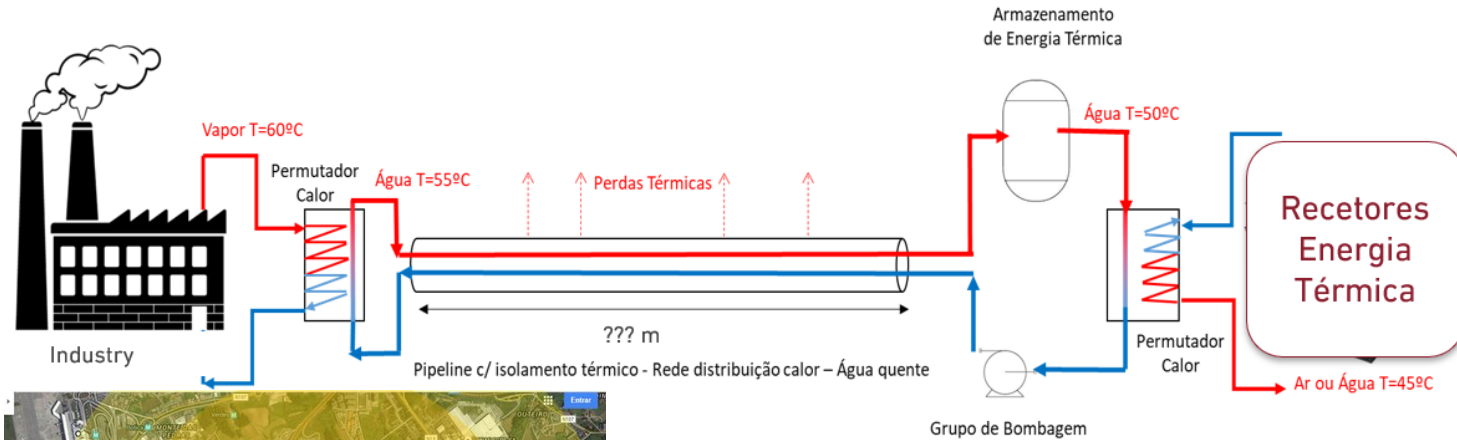 Armazenamento
de Energia Térmica
Vapor T=60ºC
Permutador
Calor
Água T=55ºC
Perdas Térmicas
Água T=50ºC
Recetores
Energia
Térmica
??? m
Industry
Pipeline c/ isolamento térmico - Rede distribuição calor – Água quente
Permutador
Calor
Ar ou Água T=45ºC
Grupo de Bombagem
Entrar
OUTEIRO